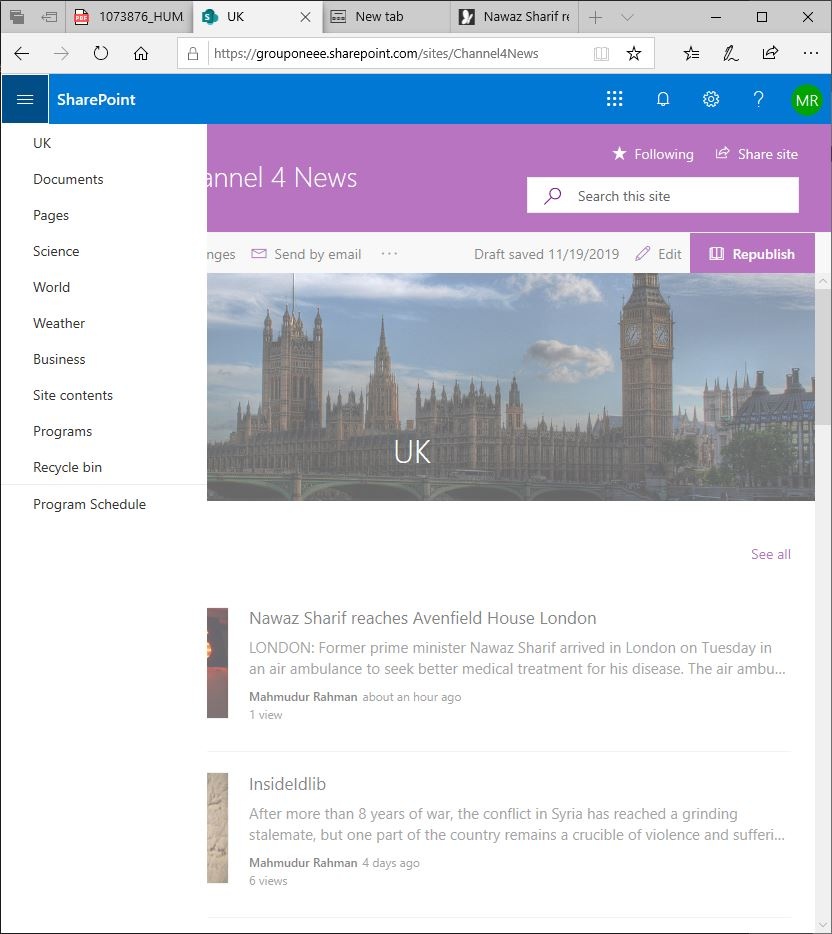 1073876_HUM
UK
New tab
Nawaz Sharif re
https://grouponeee.sharepoint.com/sites/Channel4News
SharePoint
MR
UK
Documents
Pages
Science
World
Weather
Business
Site contents
Programs
Recycle bin
Program Schedule
annel 4 News
Following
Share site
Search this site
nges
Send by email
Draft saved 11/19/2019
Edit
Republish
UK
See all
Nawaz Sharif reaches Avenfield House London
LONDON: Former prime minister Nawaz Sharif arrived in London on Tuesday in
an air ambulance to seek better medical treatment for his disease. The air ambu...
Mahmudur Rahman about an hour ago
1 view
InsideIdlib
After more than 8 years of war, the conflict in Syria has reached a grinding
stalemate, but one part of the country remains a crucible of violence and sufferi...
Mahmudur Rahman 4 days ago
6 views